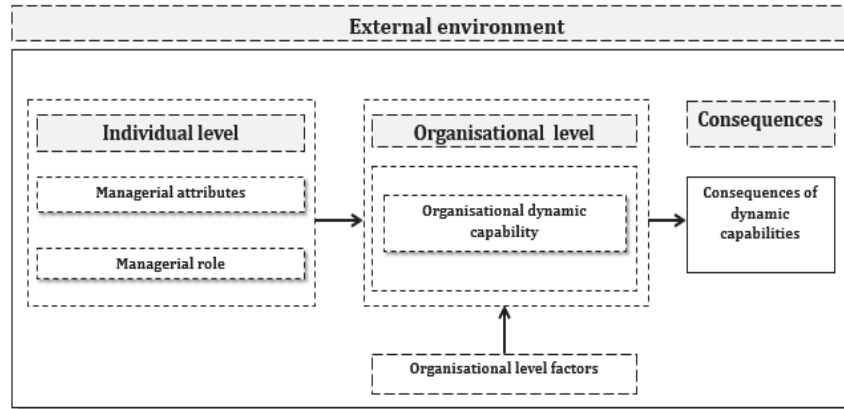 External environment
Individual level
Managerial attributes
Managerial role
Organisational level
Organisational dynamic
capability
Organisational level factors
Consequences
Consequences of
dynamic
capabilities